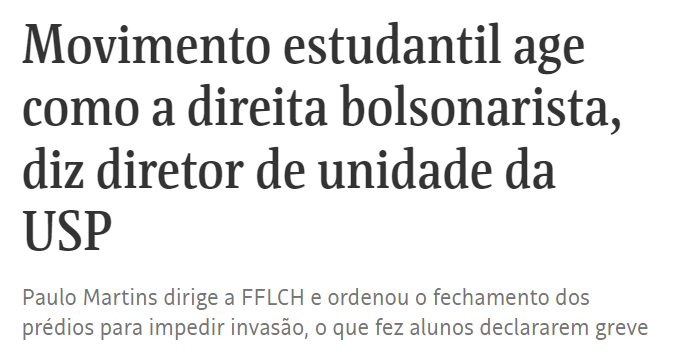 Movimento estudantil age
como a direita bolsonarista,
diz diretor de unidade da
USP
Paulo Martins dirige a FFLCH e ordenou o fechamento dos
prédios para impedir invasão, o que fez alunos declararem greve